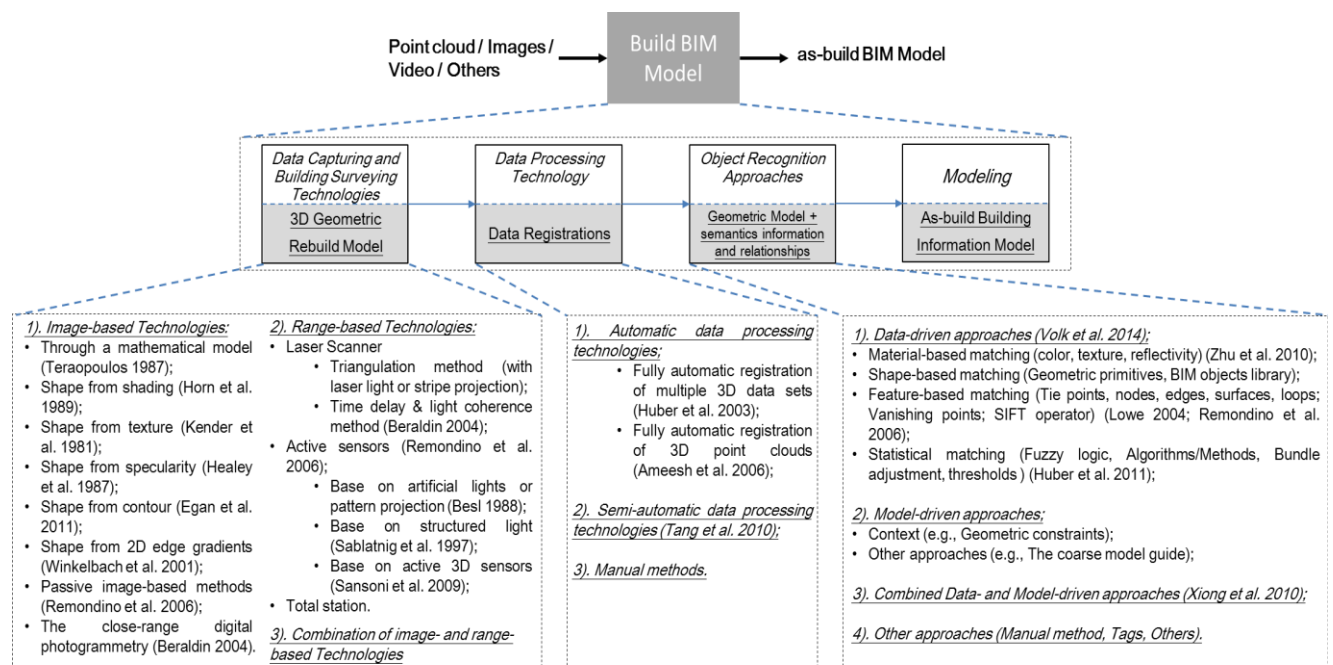 Point cloud / Images /
Video / Others
Build BIM
Model
as-build BIM Model
Data Capturing and
Building Surveying
Technologies
3D Geometric
Rebuild Model
Data Processing
Technology
Data Registrations
Object Recognition
Approaches
Geometric Model +
semantics information
and relationships
Modeling
As-build Building
Information Model
1). Image-based Technologies:
• Through a mathematical model
(Teraopoulos 1987);
• Shape from shading (Horn et al.
1989);
• Shape from texture (Kender et
al. 1981);
• Shape from specularity (Healey
et al. 1987);
• Shape from contour (Egan et al.
2011);
• Shape from 2D edge gradients
(Winkelbach et al. 2001);
• Passive image-based methods
(Remondino et al. 2006);
• The close-range digital
photogrammetry (Beraldin 2004).
2). Range-based Technologies:
• Laser Scanner
• Triangulation method (with
laser light or stripe projection);
• Time delay & light coherence
method (Beraldin 2004);
• Active sensors (Remondino et al.
2006);
• Base on artificial lights or
pattern projection (Besl 1988);
• Base on structured light
(Sablatnig et al. 1997);
• Base on active 3D sensors
(Sansoni et al. 2009);
• Total station.
3). Combination of image- and range-
based Technologies
1). Automatic data processing
technologies;
• Fully automatic registration
of multiple 3D data sets
(Huber et al. 2003);
• Fully automatic registration
of 3D point clouds
(Ameesh et al. 2006);
2). Semi-automatic data processing
technologies (Tang et al. 2010);
3). Manual methods.
1). Data-driven approaches (Volk et al. 2014);
• Material-based matching (color, texture, reflectivity) (Zhu et al. 2010);
• Shape-based matching (Geometric primitives, BIM objects library);
• Feature-based matching (Tie points, nodes, edges, surfaces, loops;
Vanishing points; SIFT operator) (Lowe 2004; Remondino et al.
2006);
• Statistical matching (Fuzzy logic, Algorithms/Methods, Bundle
adjustment, thresholds ) (Huber et al. 2011);
2). Model-driven approaches;
• Context (e.g., Geometric constraints);
• Other approaches (e.g., The coarse model guide);
3). Combined Data- and Model-driven approaches (Xiong et al. 2010);
4). Other approaches (Manual method, Tags, Others).